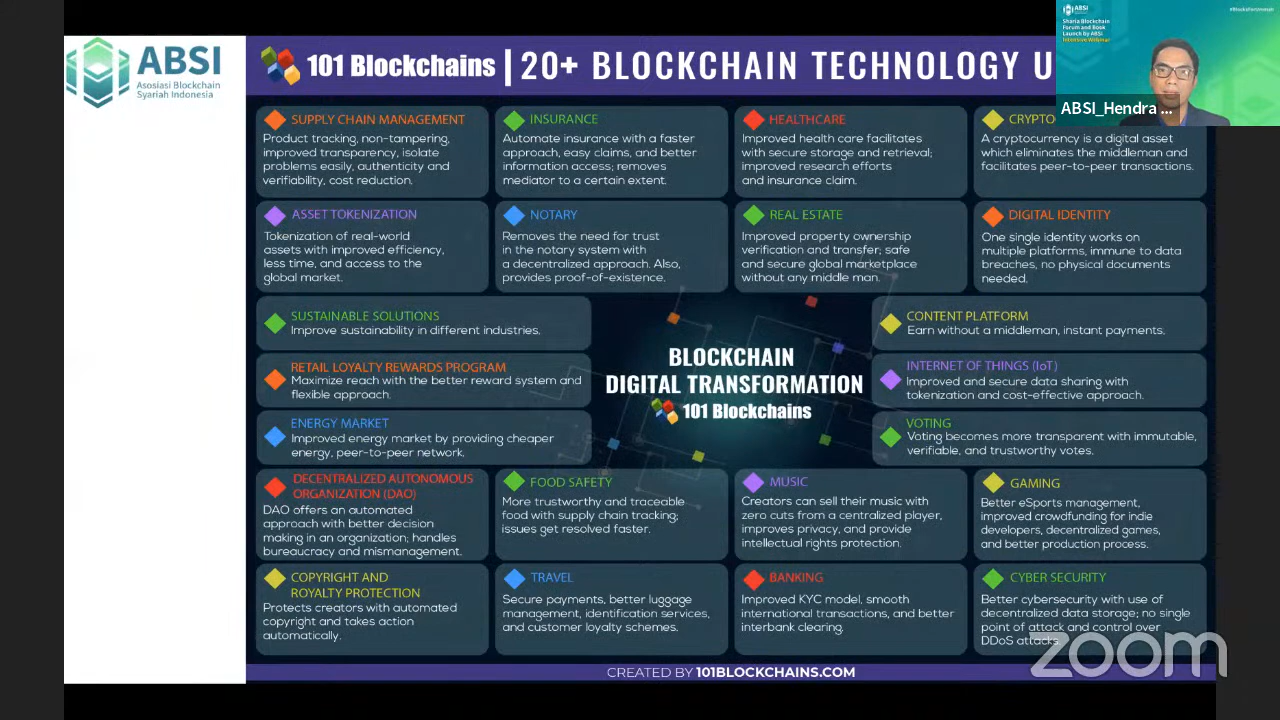 ABSI
Asosiasi Blockchain
Syariah Indonesia
101 Blockchains | 20+ BLOCKCHAIN TECHNOLOGY U
ABSI
Sharia Blockchain
Forum and Book
Launch by ABSI
ABSI_Hendra ...
SUPPLY CHAIN MANAGEMENT
Product tracking, non-tampering,
improved transparency, isolate
problems easily, authenticity and
verifiability, cost reduction.
INSURANCE
Automate insurance with a faster
approach, easy claims, and better
information access; removes
mediator to a certain extent.
HEALTHCARE
Improved health care facilitates
with secure storage and retrieval;
improved research efforts
and insurance claim.
CRYPTO
A cryptocurrency is a digital asset
which eliminates the middleman and
facilitates peer-to-peer transactions.
ASSET TOKENIZATION
Tokenization of real-world
assets with improved efficiency,
less time, and access to the
global market.
NOTARY
Removes the need for trust
in the notary system with
a decentralized approach. Also,
provides proof-of-existence.
REAL ESTATE
Improved property ownership
verification and transfer; safe
and secure global marketplace
without any middle man.
DIGITAL IDENTITY
One single identity works on
multiple platforms, immune to data
breaches, no physical documents
needed.
SUSTAINABLE SOLUTIONS
Improve sustainability in different industries.
RETAIL LOYALTY REWARDS PROGRAM
Maximize reach with the better reward system and
flexible approach.
ENERGY MARKET
Improved energy market by providing cheaper
energy, peer-to-peer network.
BLOCKCHAIN
DIGITAL TRANSFORMATION
101 Blockchains
CONTENT PLATFORM
Earn without a middleman, instant payments.
INTERNET OF THINGS (IoT)
Improved and secure data sharing with
tokenization and cost-effective approach.
VOTING
Voting becomes more transparent with immutable,
verifiable, and trustworthy votes.
DECENTRALIZED AUTONOMOUS
ORGANIZATION (DAO)
DAO offers an automated
approach with better decision
making in an organization; handles
bureaucracy and mismanagement.
FOOD SAFETY
More trustworthy and traceable
food with supply chain tracking;
issues get resolved faster.
MUSIC
Creators can sell their music with
zero cuts from a centralized player,
improves privacy, and provide
intellectual rights protection.
GAMING
Better eSports management,
improved crowdfunding for indie
developers, decentralized games,
and better production process.
COPYRIGHT AND
ROYALTY PROTECTION
Protects creators with automated
copyright and takes action
automatically.
TRAVEL
Secure payments, better luggage
management, identification services,
and customer loyalty schemes.
BANKING
Improved KYC model, smooth
international transactions, and better
interbank clearing.
CYBER SECURITY
Better cybersecurity with use of
decentralized data storage; no single
point of attack and control over
DDoS attacks.
zoom
CREATED BY 101BLOCKCHAINS.COM